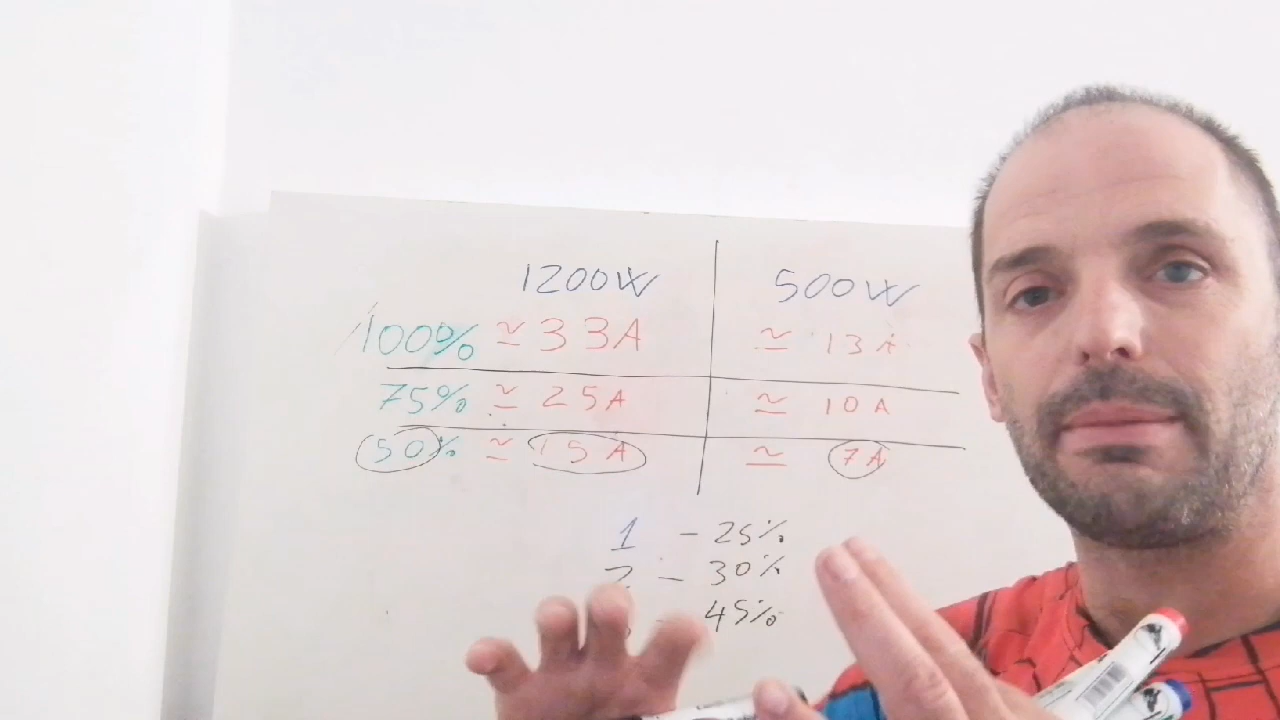 1200W 500W
100% ≃ 33A ≃ 13A
75% ≃ 25A ≃ 10A
50% ≃ 15A ≃ 7A
1 - 25%
2 - 30%
45%